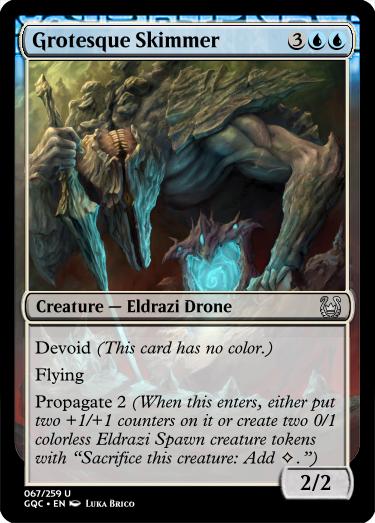 Grotesque Skimmer 3
Creature — Eldrazi Drone
Devoid (This card has no color.)
Flying
Propagate 2 (When this enters, either put
two +1/+1 counters on it or create two 0/1
colorless Eldrazi Spawn creature tokens
with “Sacrifice this creature: Add .”)
2/2
067/259 U
GQC • EN Luka Brico